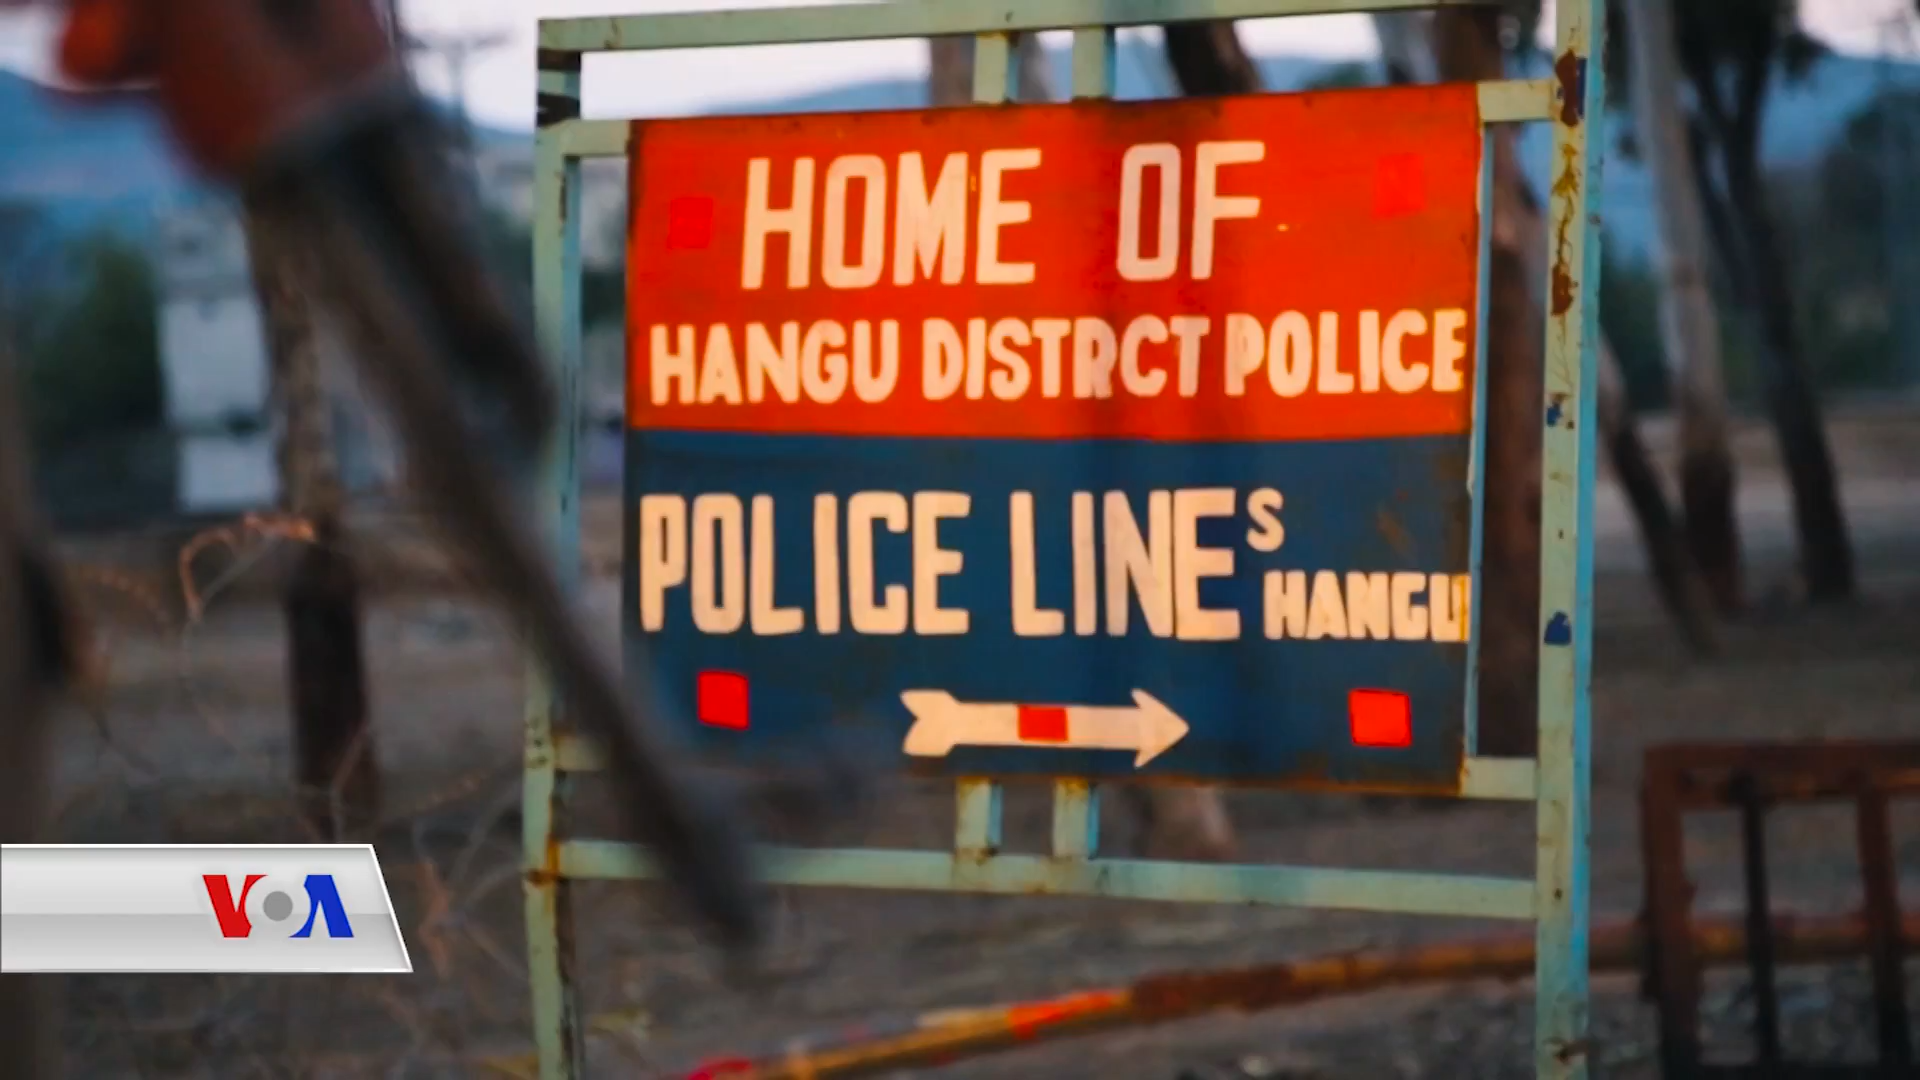 HOME OF
HANGU DISTRCT POLICE
POLICE LINES
HANGU
VOA